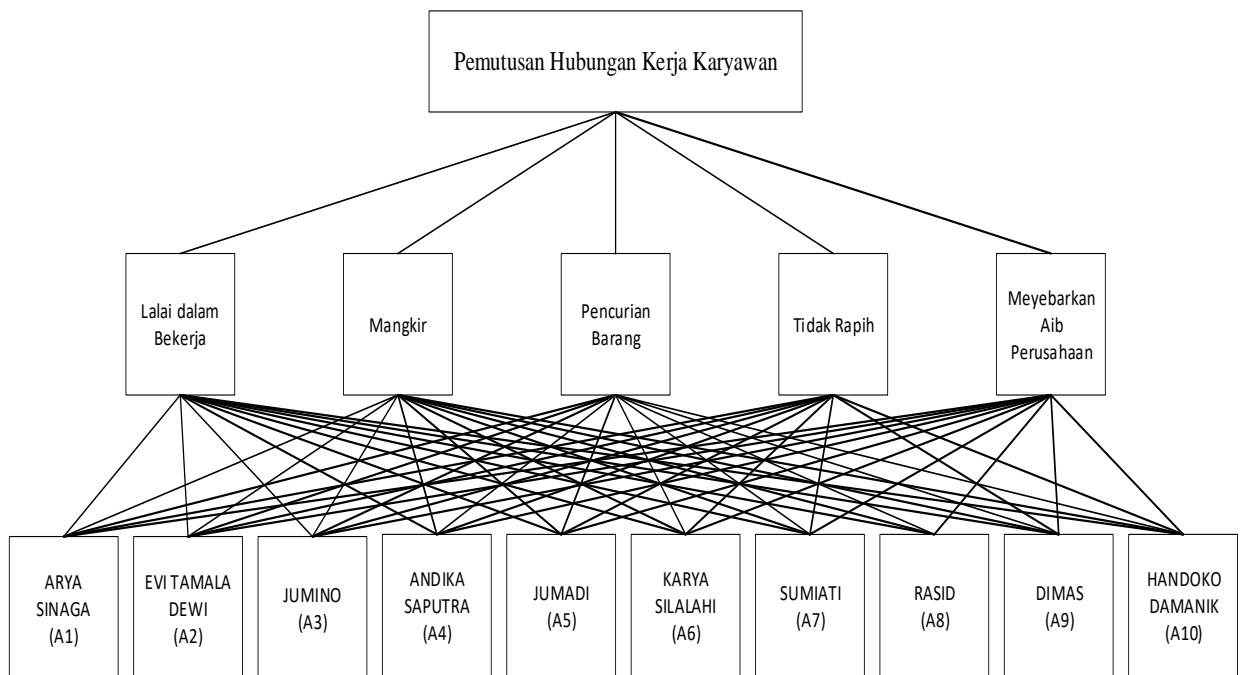 Pemutusan Hubungan Kerja Karyawan
Lalai dalam
Bekerja
Mangkir
Pencurian
Barang
Tidak Rapih
Meyebarkan
Aib
Perusahaan
ARYA
SINAGA
(A1)
EVI TAMALA
DEWI
(A2)
JUMINO
(A3)
ANDIKA
SAPUTRA
(A4)
JUMADI
(A5)
KARYA
SILALAHI
(A6)
SUMIATI
(A7)
RASID
(A8)
DIMAS
(A9)
HANDOKO
DAMANIK
(A10)